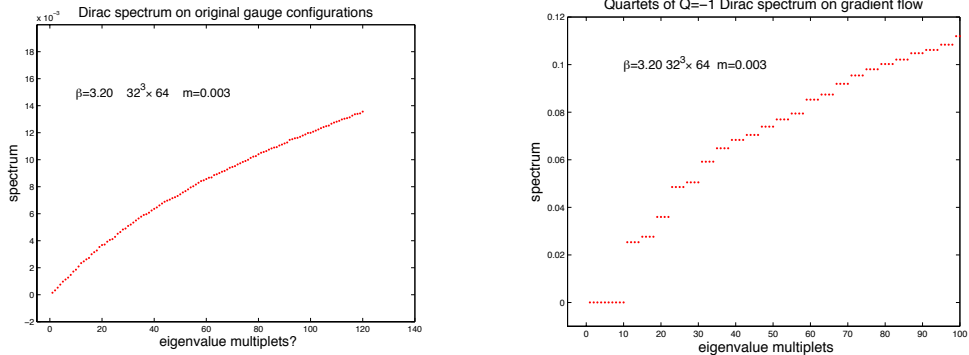 Dirac spectrum on original gauge configurations
x 10⁻³
18
16
14
12
10
8
6
4
2
0
−2
β=3.20 32³× 64 m=0.003
spectrum
0 20 40 60 80 100 120 140
eigenvalue multiplets?
Quartets of Q=−1 Dirac spectrum on gradient flow
0.12
0.1
0.08
0.06
0.04
0.02
0
β=3.20 32³× 64 m=0.003
spectrum
0 10 20 30 40 50 60 70 80 90 100
eigenvalue multiplets